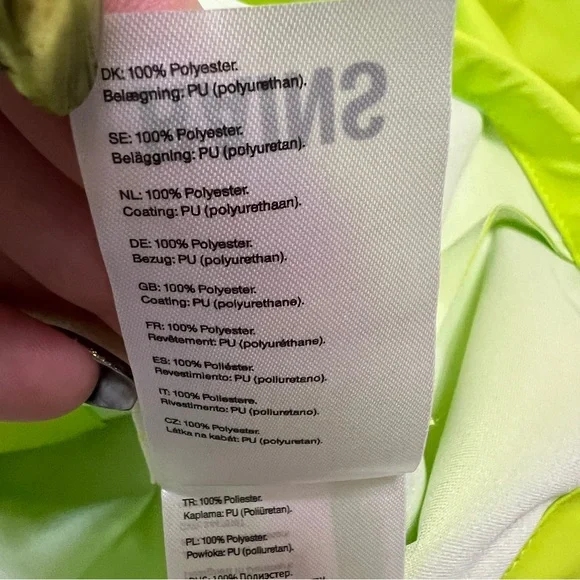 DK: 100% Polyester.
Belægning: PU (polyurethan).
SE: 100% Polyester.
Beläggning: PU (polyuretan).
NL: 100% Polyester.
Coating: PU (polyurethaan).
DE: 100% Polyester.
Bezug: PU (polyurethan).
GB: 100% Polyester.
Coating: PU (polyurethane).
FR: 100% Polyester.
Revêtement: PU (polyuréthane).
ES: 100% Poliéster.
Revestimiento: PU (poliuretano).
IT: 100% Poliestere.
Rivestimento: PU (poliuretano).
CZ: 100% Polyester.
Látka na kabát: PU (polyuretan).
TR: 100% Poliester.
Kaplama: PU (Poliüretan).
PL: 100% Poliester.
Powłoka: PU (poliuretan).
RUS: 100% Полиэстер.